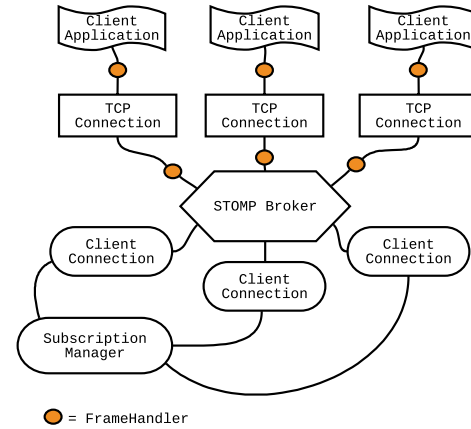 Client
Application
Client
Application
Client
Application
TCP
Connection
TCP
Connection
TCP
Connection
STOMP Broker
Client
Connection
Client
Connection
Client
Connection
Subscription
Manager
= FrameHandler